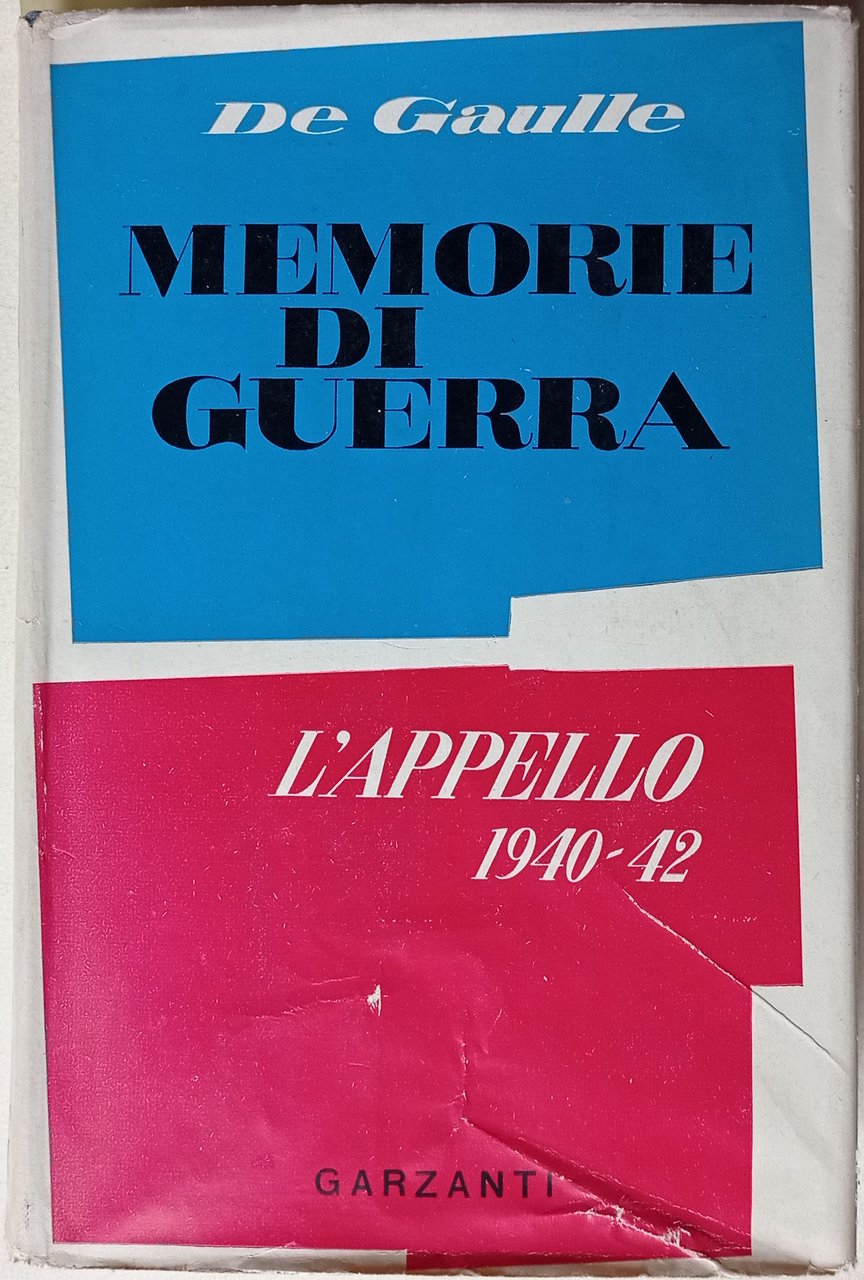 De Gaulle
MEMORIE
DI
GUERRA
L'APPELLO
1940-42
GARZANTI